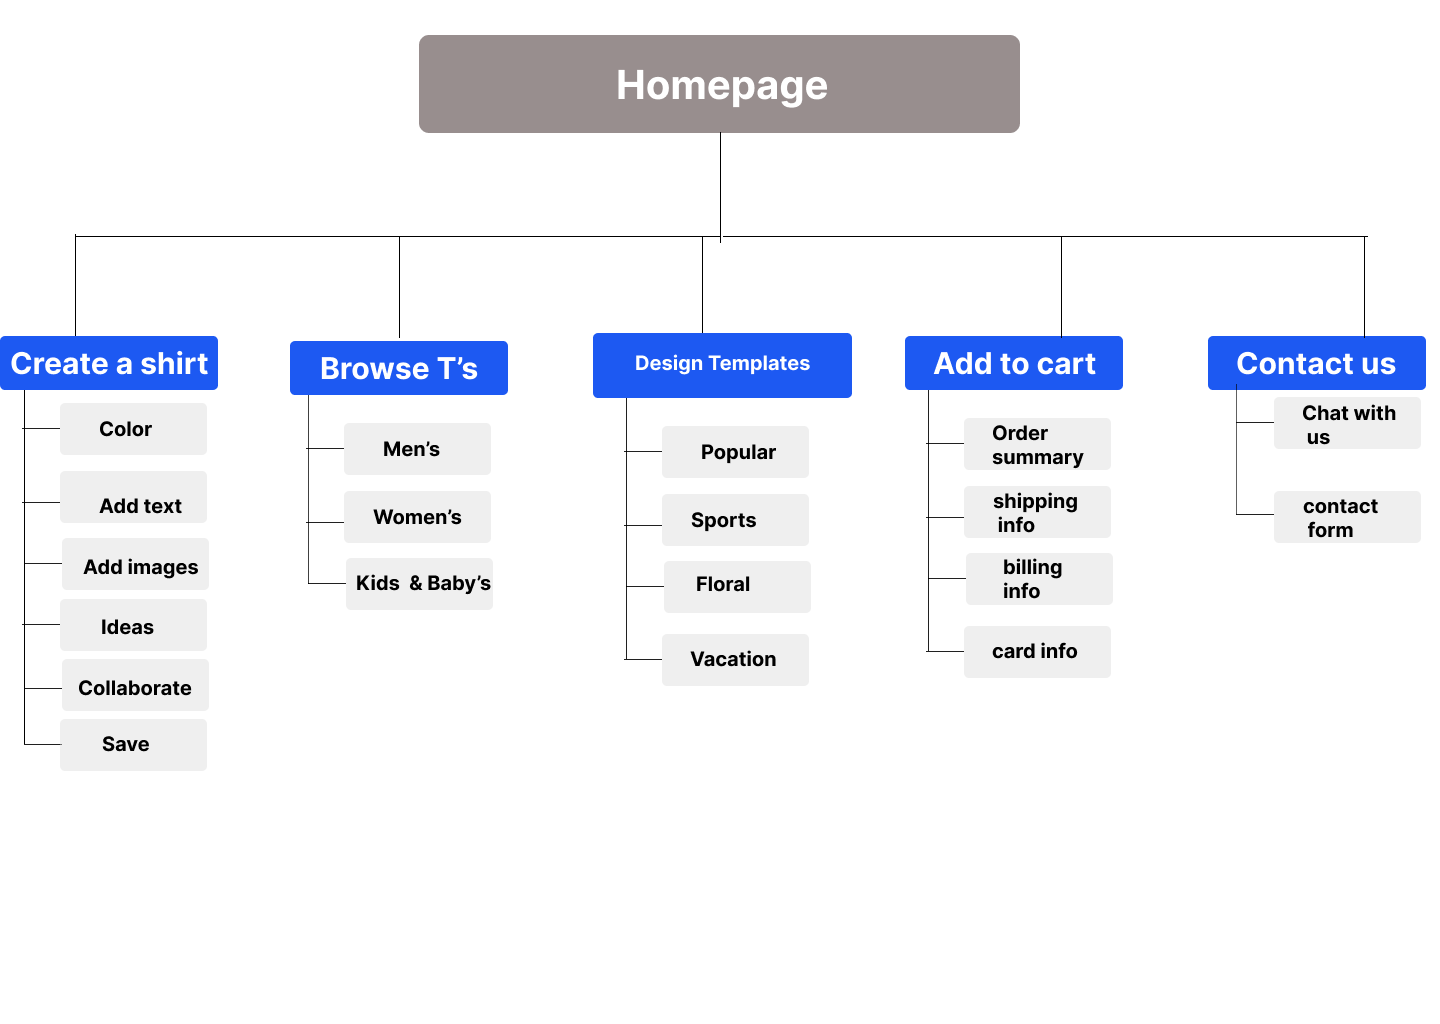 Homepage
Create a shirt
Color
Add text
Add images
Ideas
Collaborate
Save
Browse T’s
Men’s
Women’s
Kids  & Baby’s
Design Templates
Popular
Sports
Floral
Vacation
Add to cart
Order
summary
shipping
info
billing
info
card info
Contact us
Chat with
us
contact
form